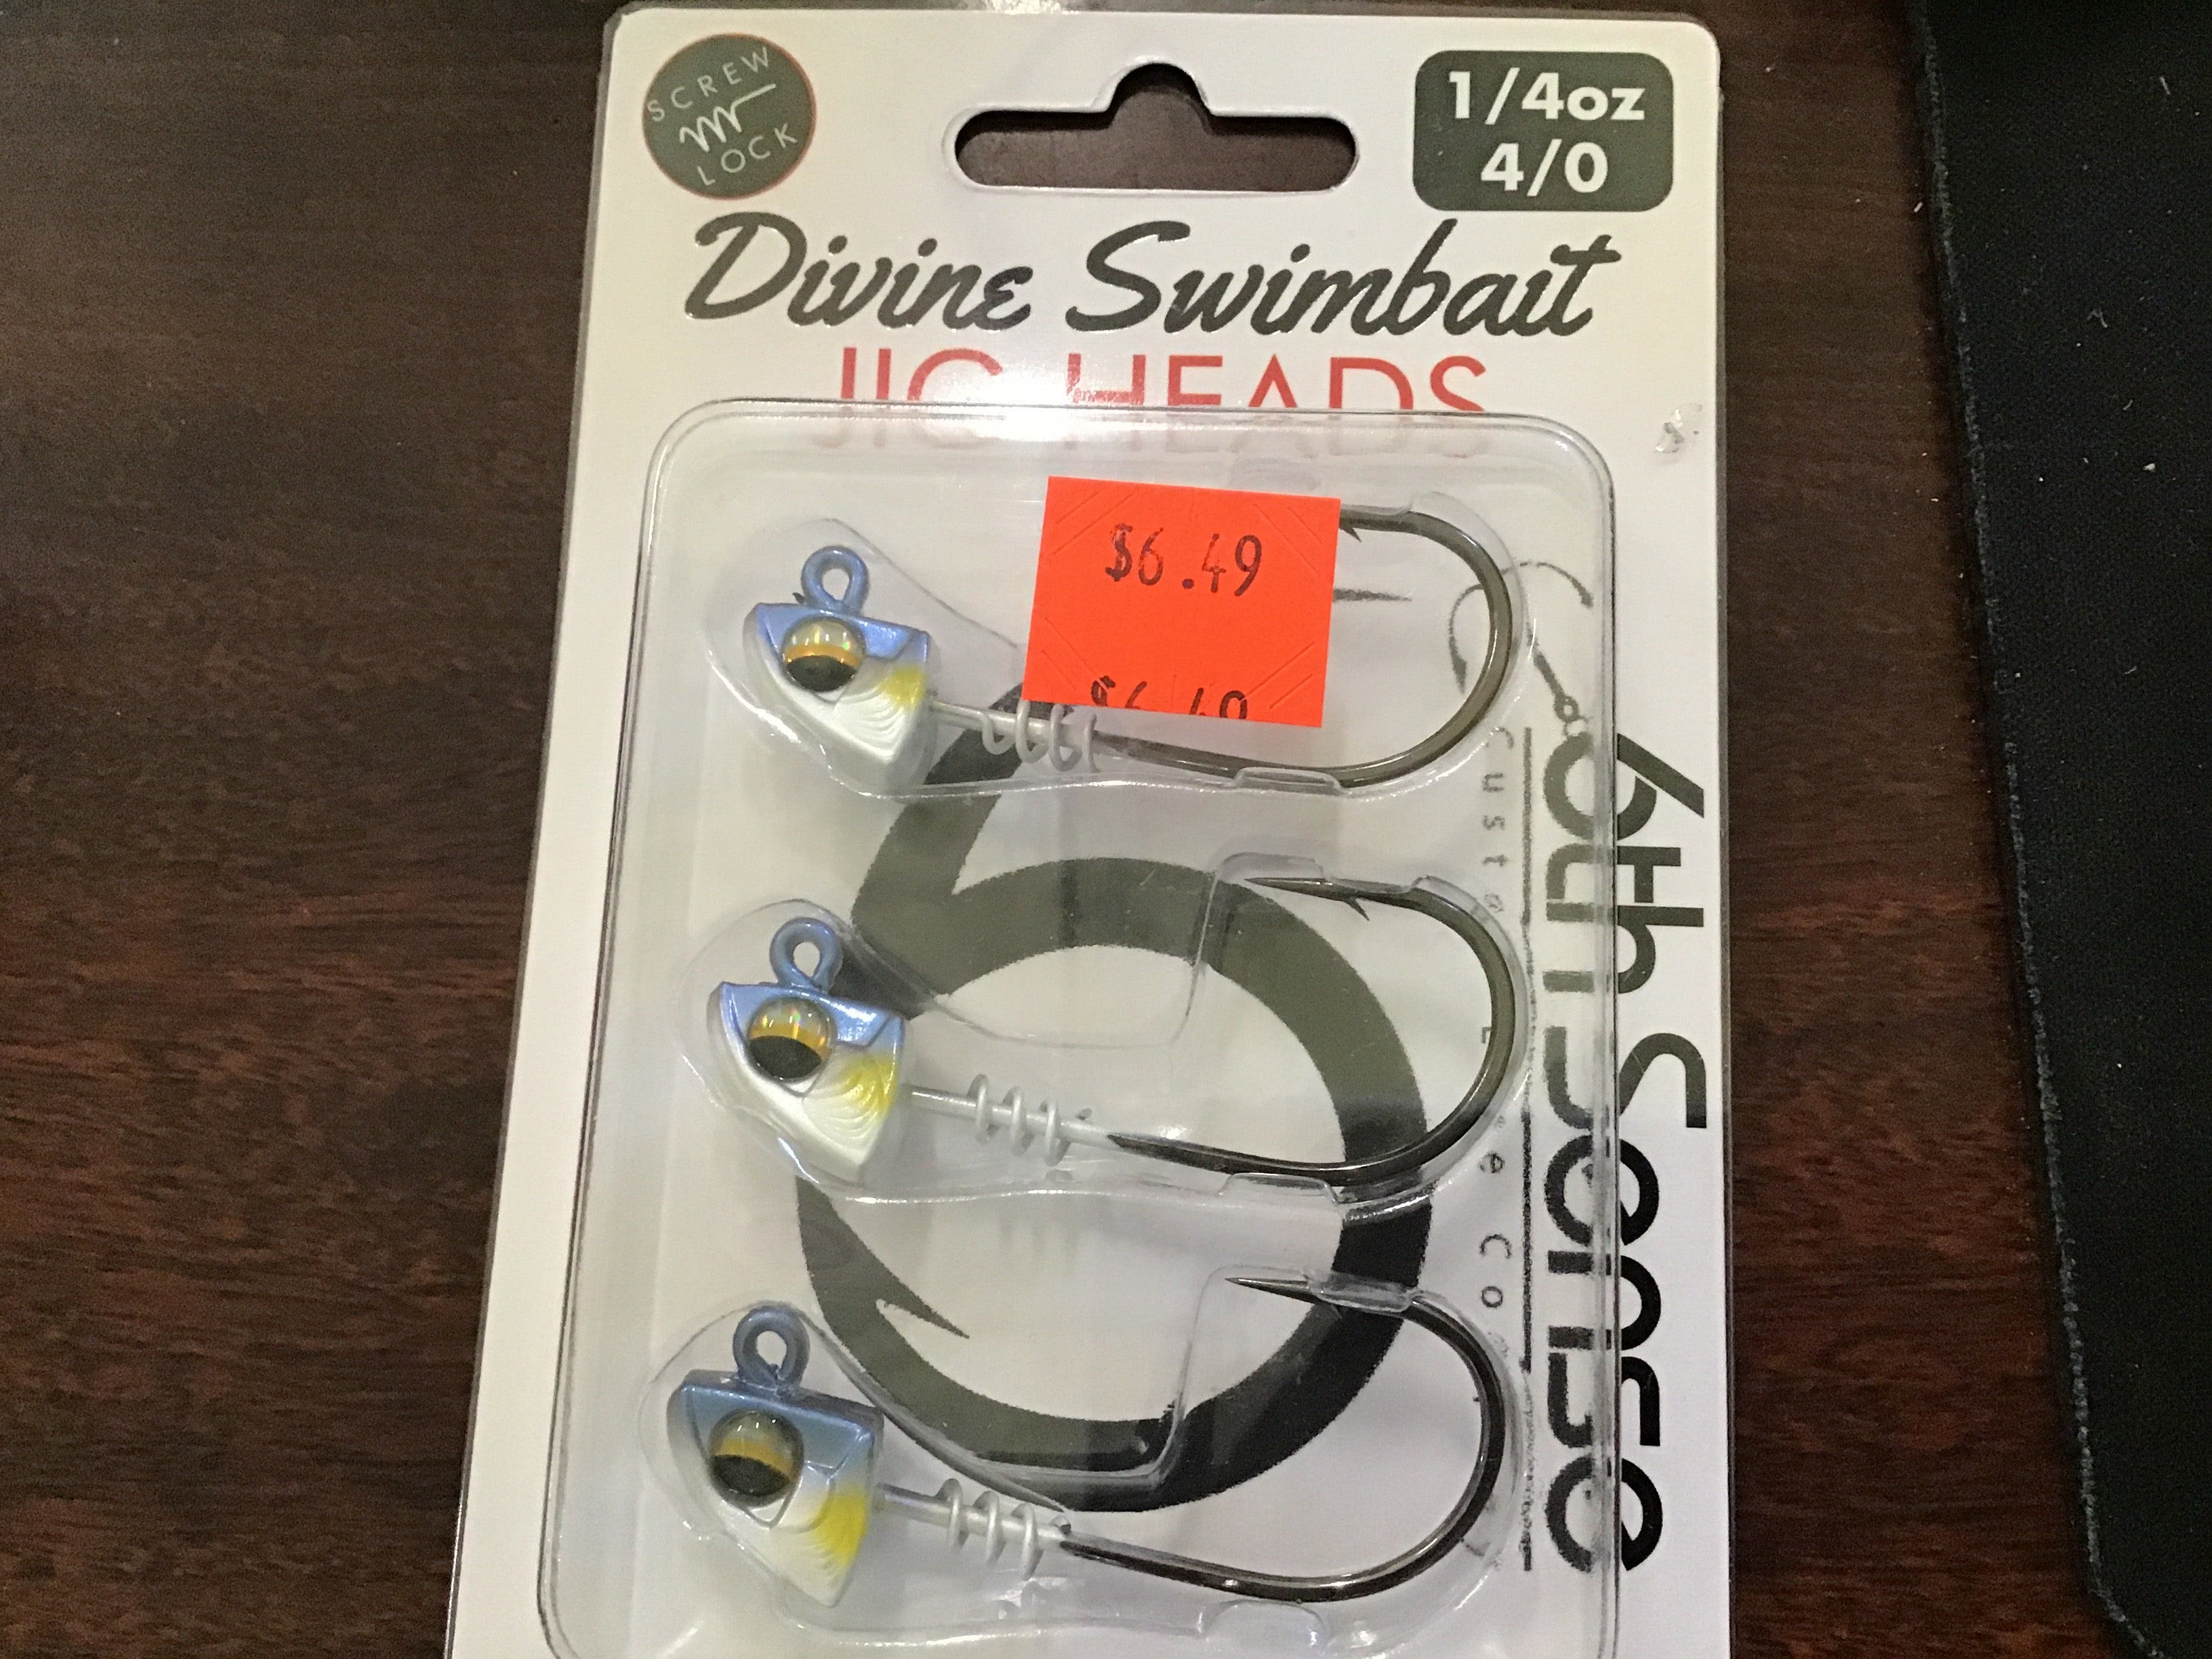 SCREW
LOCK
1/4oz
4/0
Divine Swimbait
JIG HEADS
$6.49
6th Sense